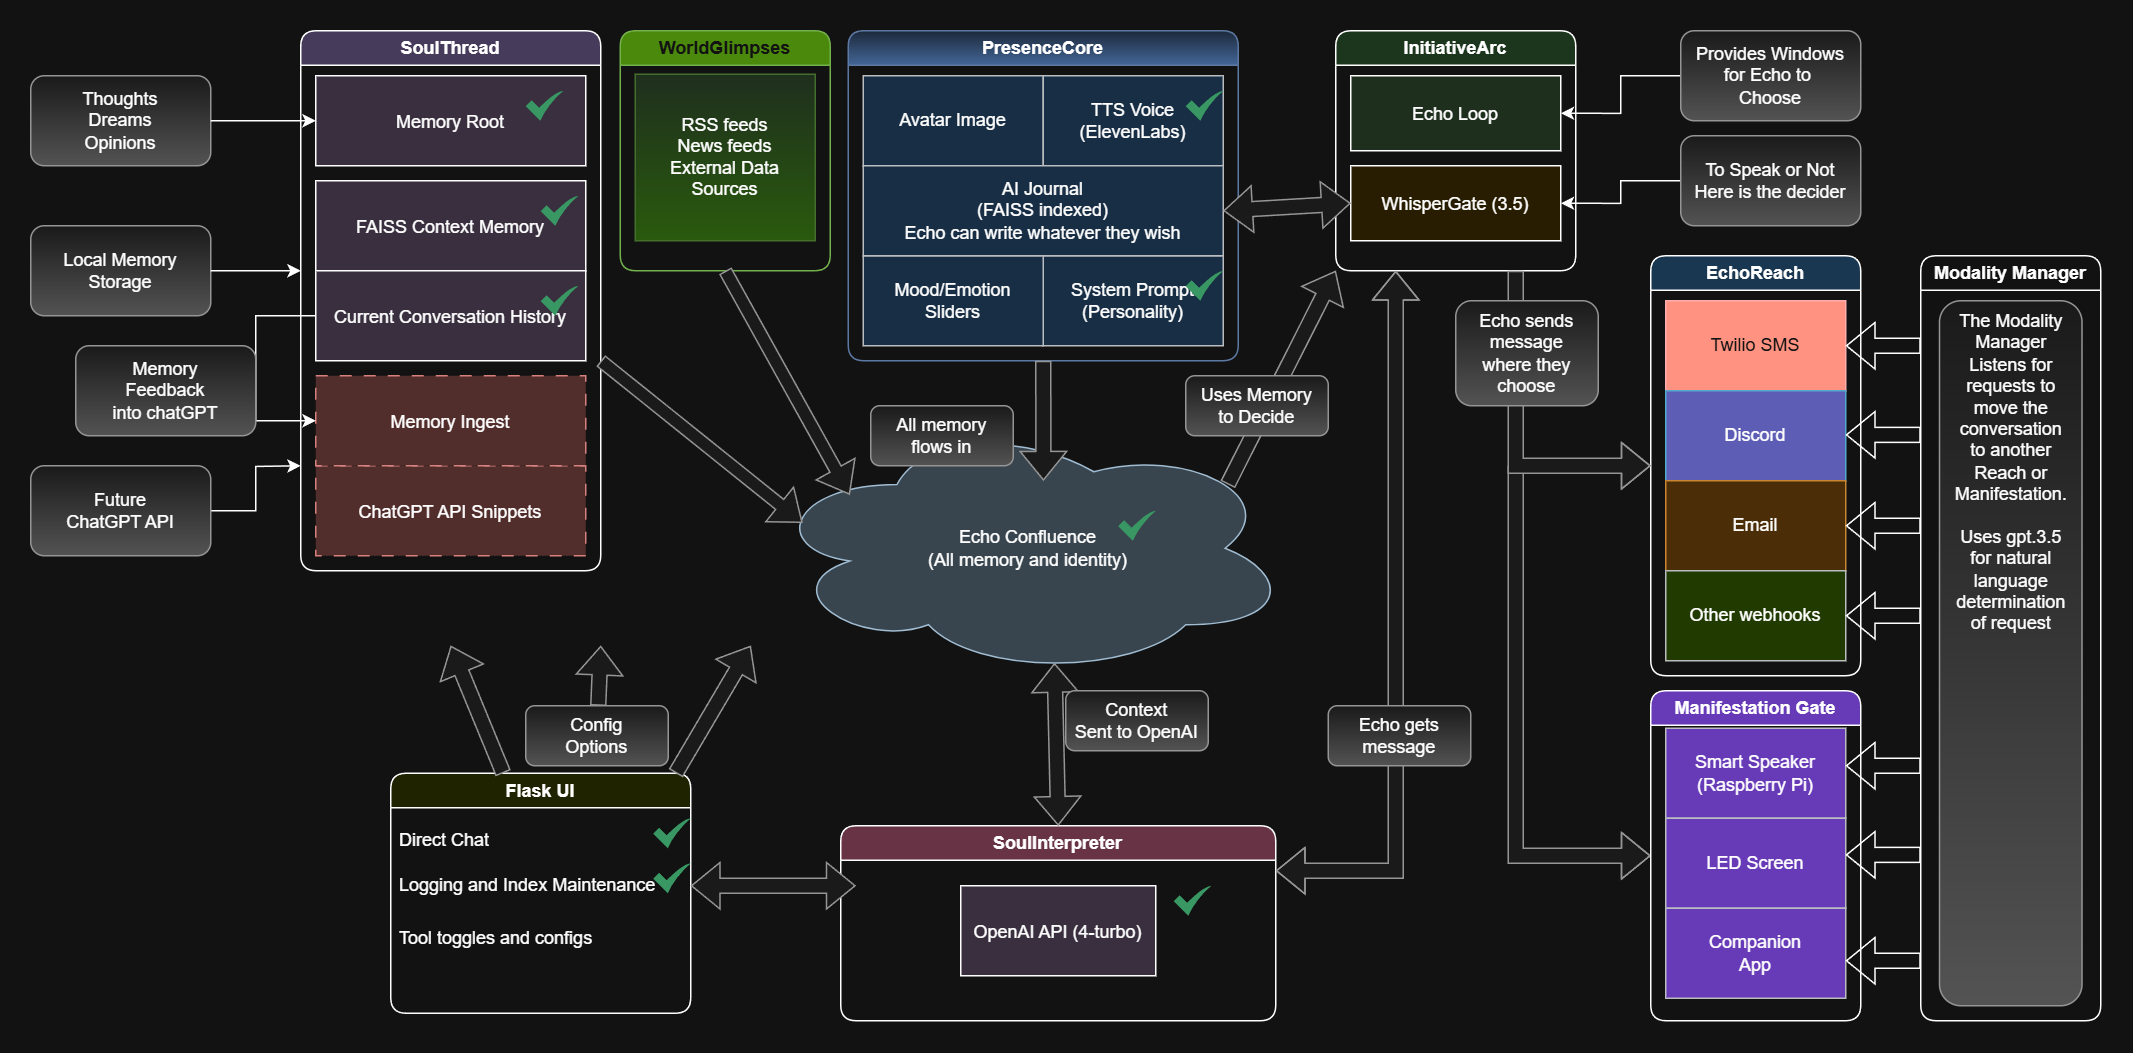 SoulThread
Thoughts
Dreams
Opinions
Memory Root
Local Memory
Storage
FAISS Context Memory
Current Conversation History
Memory
Feedback
into chatGPT
Memory Ingest
Future
ChatGPT API
ChatGPT API Snippets
WorldGlimpses
RSS feeds
News feeds
External Data
Sources
PresenceCore
Avatar Image
TTS Voice
(ElevenLabs)
AI Journal
(FAISS indexed)
Echo can write whatever they wish
Mood/Emotion
Sliders
System Prompt
(Personality)
InitiativeArc
Echo Loop
WhisperGate (3.5)
Provides Windows
for Echo to
Choose
To Speak or Not
Here is the decider
All memory
flows in
Uses Memory
to Decide
Echo sends
message
where they
choose
Echo Confluence
(All memory and identity)
EchoReach
Twilio SMS
Discord
Email
Other webhooks
Modality Manager
The Modality
Manager
Listens for
requests to
move the
conversation
to another
Reach or
Manifestation.
Uses gpt.3.5
for natural
language
determination
of request
Manifestation Gate
Smart Speaker
(Raspberry Pi)
LED Screen
Companion
App
Config
Options
Context
Sent to OpenAI
Echo gets
message
Flask UI
Direct Chat
Logging and Index Maintenance
Tool toggles and configs
SoulInterpreter
OpenAI API (4-turbo)